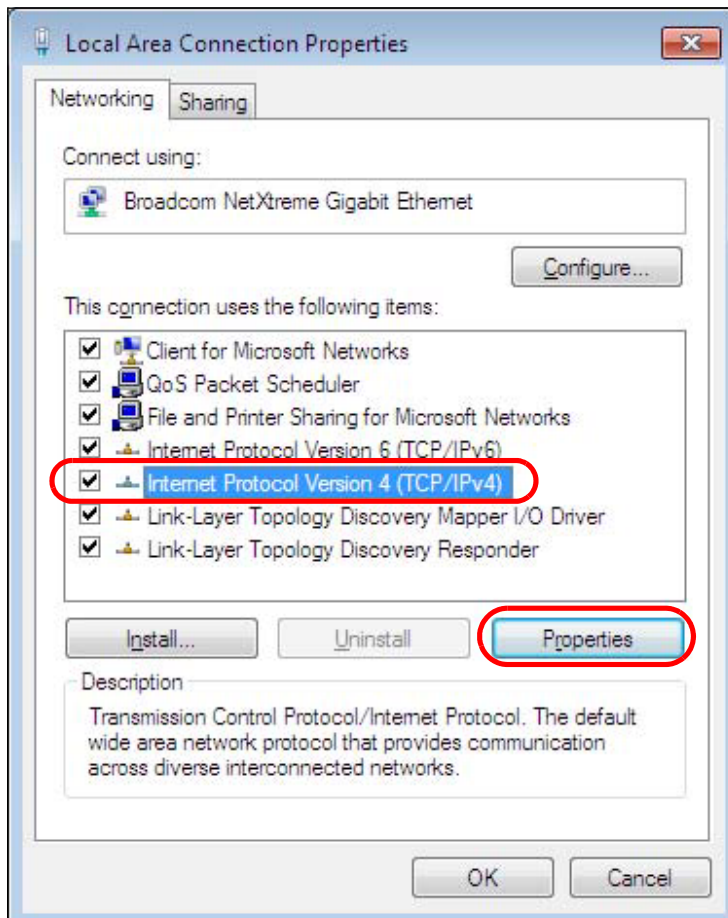 Local Area Connection Properties
Networking
Sharing
Connect using:
Broadcom NetXtreme Gigabit Ethernet
Configure...
This connection uses the following items:
Client for Microsoft Networks
QoS Packet Scheduler
File and Printer Sharing for Microsoft Networks
Internet Protocol Version 6 (TCP/IPv6)
Internet Protocol Version 4 (TCP/IPv4)
Link-Layer Topology Discovery Mapper I/O Driver
Link-Layer Topology Discovery Responder
Install...
Uninstall
Properties
Description
Transmission Control Protocol/Internet Protocol. The default
wide area network protocol that provides communication
across diverse interconnected networks.
OK
Cancel